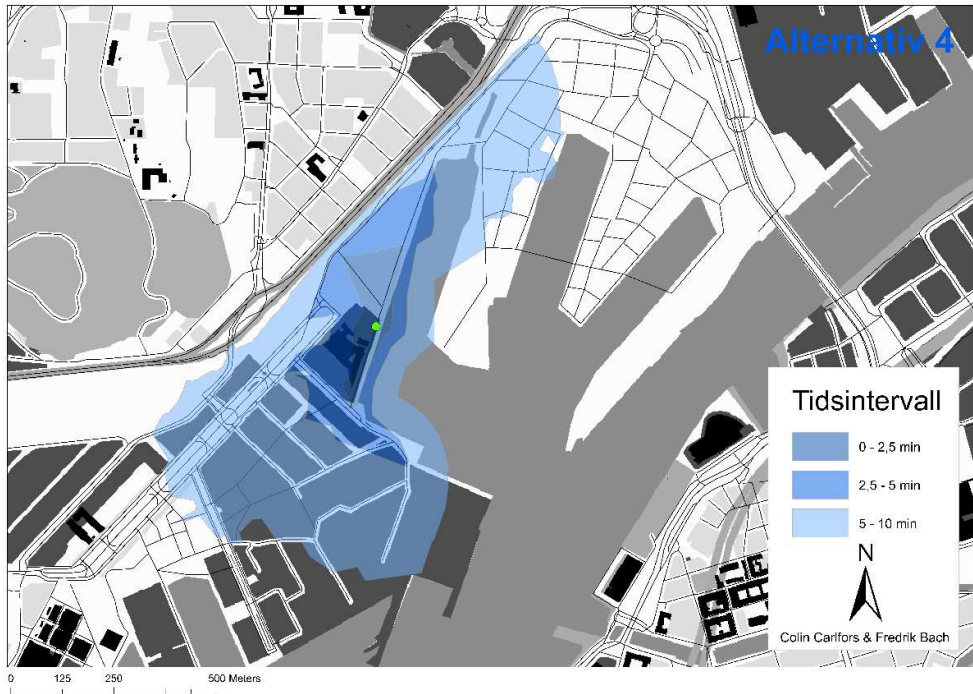 Alternativ 4
Tidsintervall
0 - 2,5 min
2,5 - 5 min
5 - 10 min
N
Colin Carlfors & Fredrik Bach
0 125 250 500 Meters